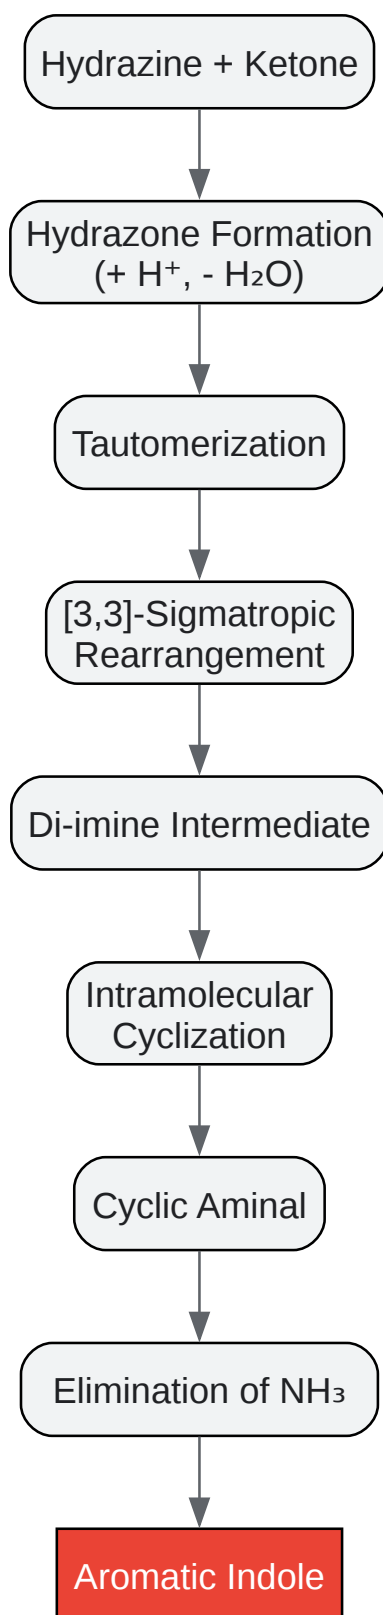 Hydrazine + Ketone
Hydrazone Formation
(+ H⁺, - H₂O)
Tautomerization
[3,3]-Sigmatropic
Rearrangement
Di-imine Intermediate
Intramolecular
Cyclization
Cyclic Aminal
Elimination of NH₃
Aromatic Indole